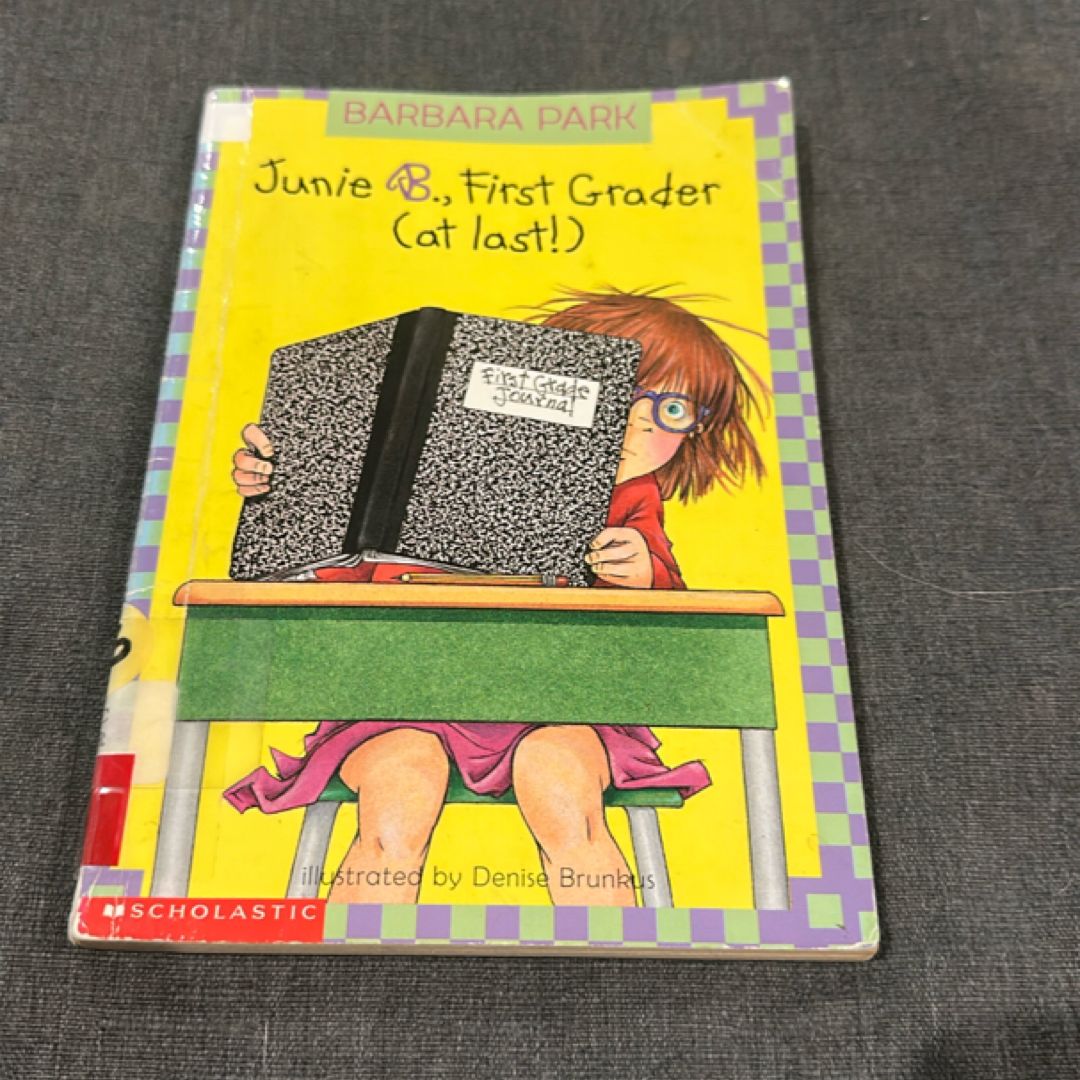 BARBARA PARK
Junie B., First Grader
(at last!)
First Grade
Journal
illustrated by Denise Brunkus
SCHOLASTIC